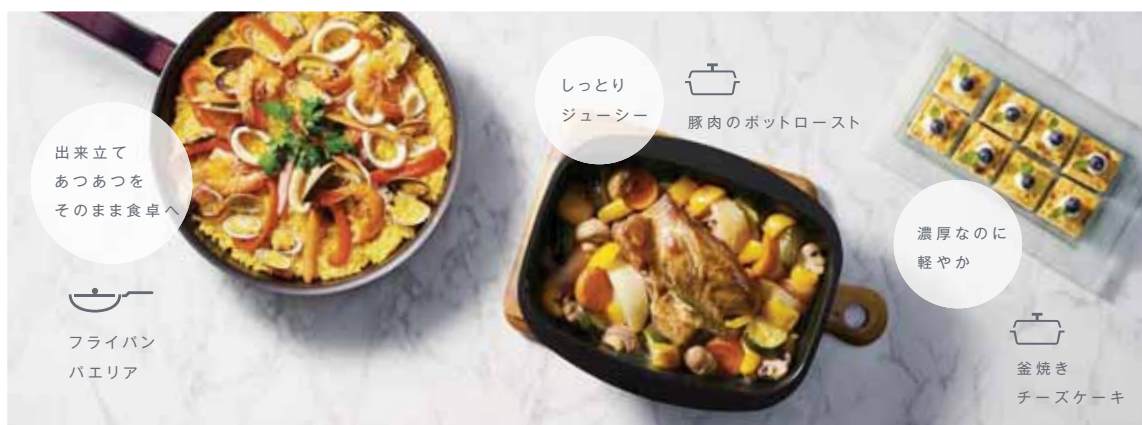 出来立て
あつあつを
そのまま食卓へ
フライパン
パエリア
しっとり
ジューシー
豚肉のポットロースト
濃厚なのに
軽やか
釜焼き
チーズケーキ